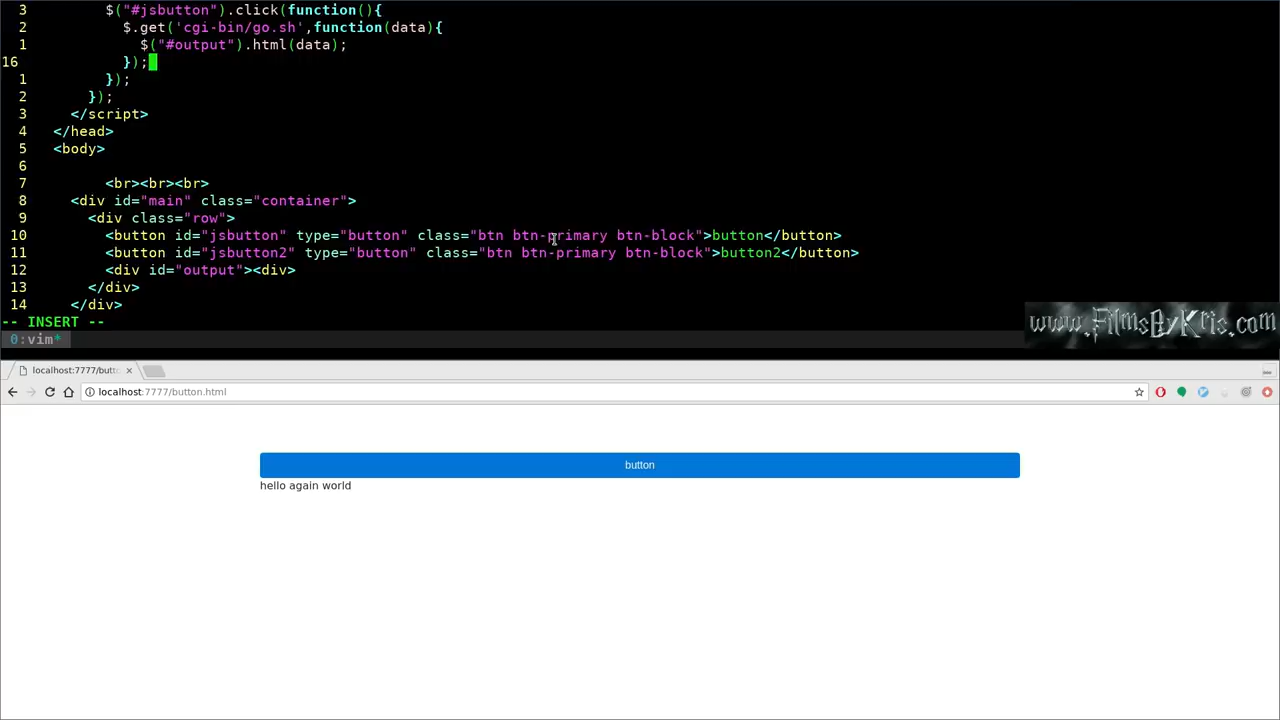 3         $("#jsbutton").click(function(){
2           $.get('cgi-bin/go.sh',function(data){
1             $("#output").html(data);
16           });
1         });
2       });
3     </script>
4   </head>
5   <body>
6
7         <br><br><br>
8     <div id="main" class="container">
9       <div class="row">
10         <button id="jsbutton" type="button" class="btn btn-primary btn-block">button</button>
11         <button id="jsbutton2" type="button" class="btn btn-primary btn-block">button2</button>
12         <div id="output"><div>
13       </div>
14     </div>
-- INSERT --
www.FilmsByKris.com
0:vim*
localhost:7777/butt
localhost:7777/button.html
button
hello again world